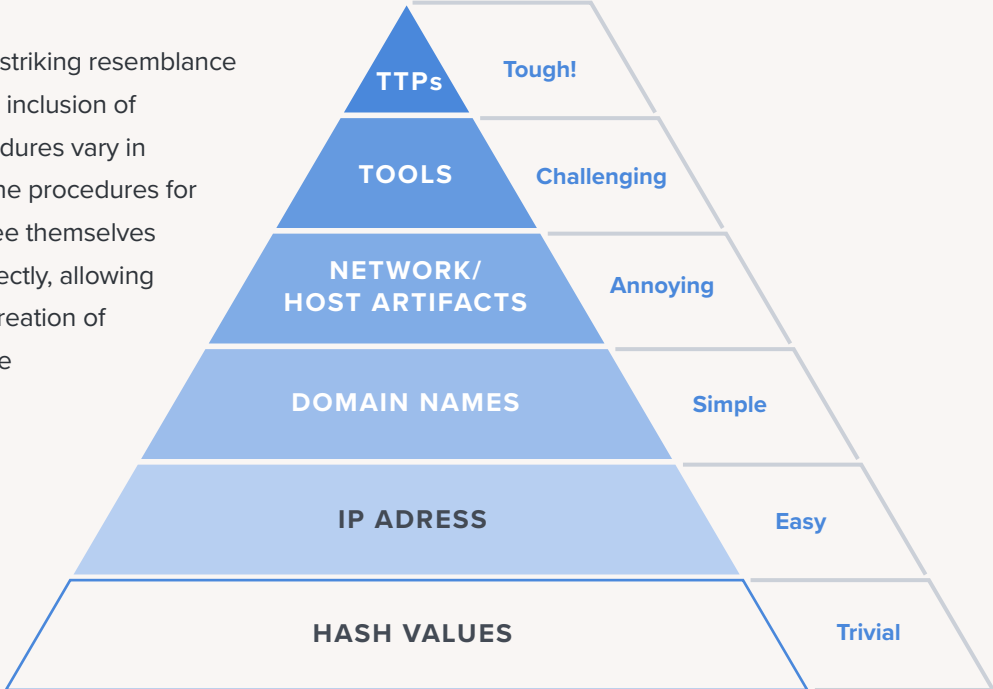 striking resemblance
inclusion of
dures vary in
ne procedures for
ee themselves
ectly, allowing
reation of
e
TTPs
Tough!
TOOLS
Challenging
NETWORK/
HOST ARTIFACTS
Annoying
DOMAIN NAMES
Simple
IP ADRESS
Easy
HASH VALUES
Trivial